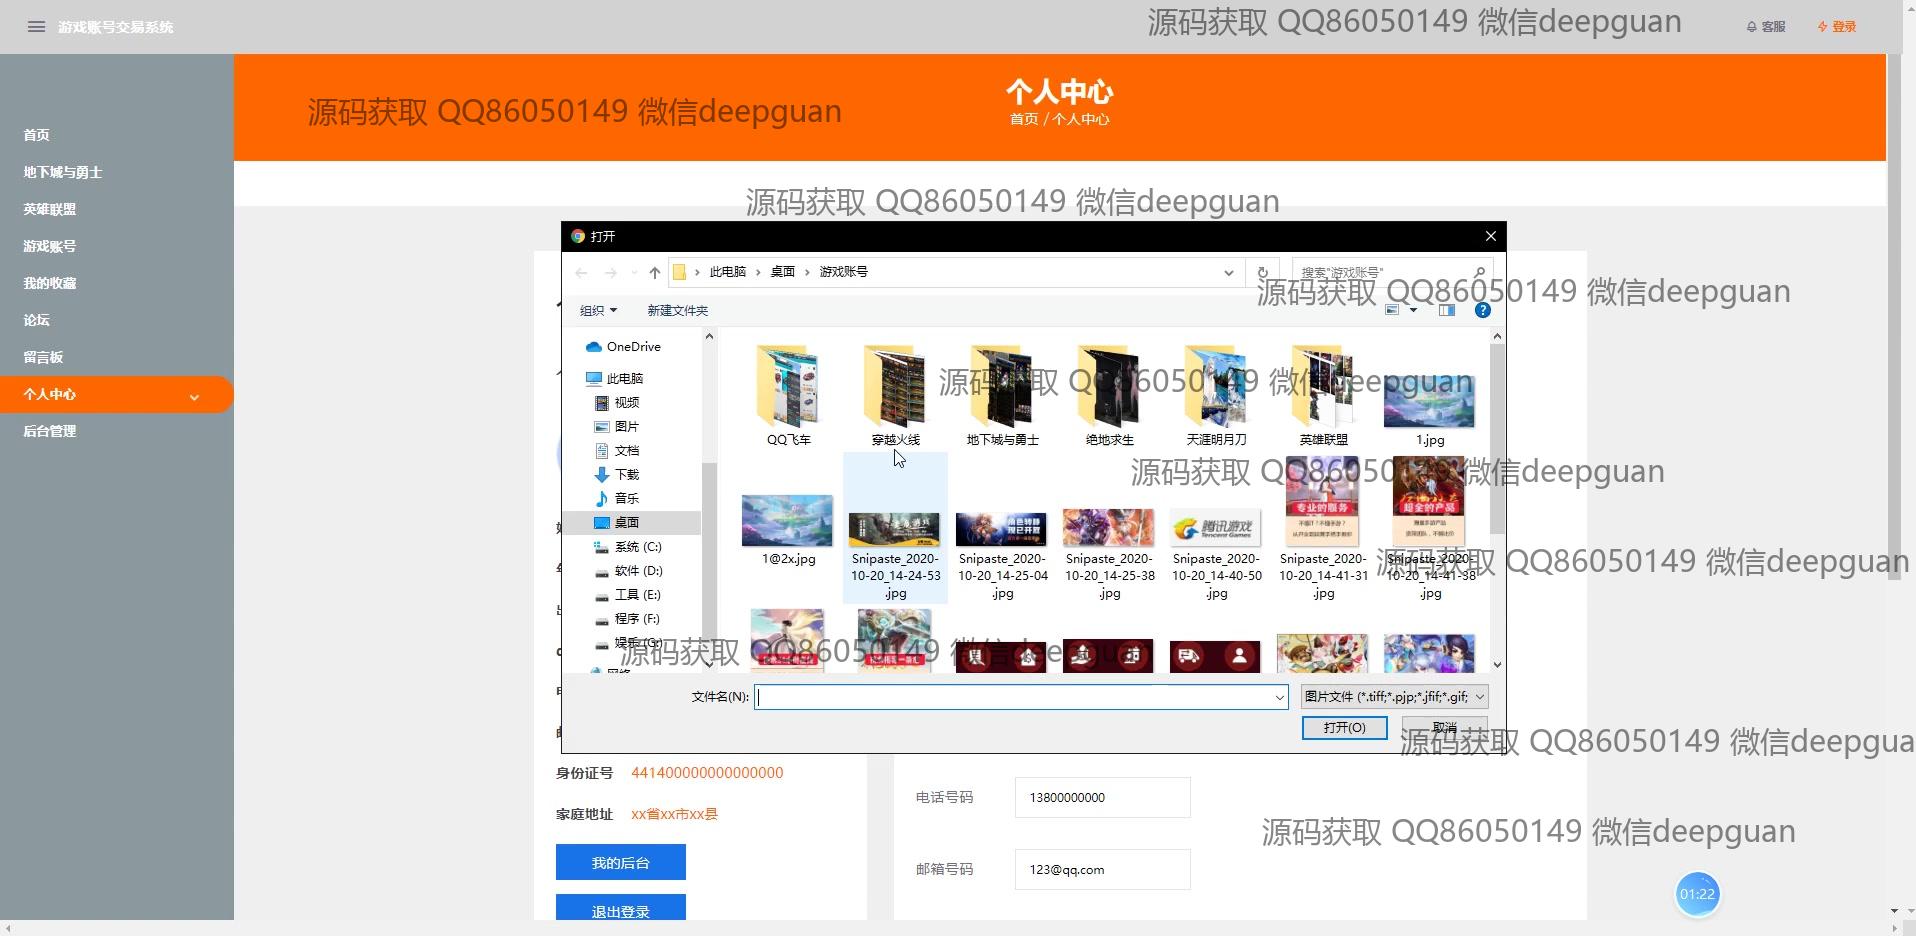 游戏账号交易系统
源码获取 QQ86050149 微信deepguan
客服
登录
个人中心
首页 / 个人中心
源码获取 QQ86050149 微信deepguan
首页
地下城与勇士
英雄联盟
游戏账号
我的收藏
论坛
留言板
个人中心
后台管理
源码获取 QQ86050149 微信deepguan
打开
此电脑 › 桌面 › 游戏账号
搜索"游戏账号"
源码获取 QQ86050149 微信deepguan
组织
新建文件夹
OneDrive
此电脑
视频
图片
文档
下载
音乐
桌面
系统 (C:)
软件 (D:)
工具 (E:)
程序 (F:)
娱乐 (G:)
网络
源码获取 QQ86050149 微信deepguan
QQ飞车
穿越火线
地下城与勇士
绝地求生
天涯明月刀
英雄联盟
1.jpg
源码获取 QQ86050149 微信deepguan
腾讯游戏
Tencent Games
专业的服务
超全的产品
1@2x.jpg
Snipaste_2020-10-20_14-24-53.jpg
Snipaste_2020-10-20_14-25-04.jpg
Snipaste_2020-10-20_14-25-38.jpg
Snipaste_2020-10-20_14-40-50.jpg
Snipaste_2020-10-20_14-41-31.jpg
Snipaste_2020-10-20_14-41-38.jpg
源码获取 QQ86050149 微信deepguan
源码获取 QQ86050149 微信deepguan
文件名(N):
图片文件 (*.tiff;*.pjp;*.jfif;*.gif;
打开(O)
取消
源码获取 QQ86050149 微信deepgua
身份证号 441400000000000000
家庭地址 xx省xx市xx县
我的后台
退出登录
电话号码 13800000000
源码获取 QQ86050149 微信deepguan
邮箱号码 123@qq.com
01:22